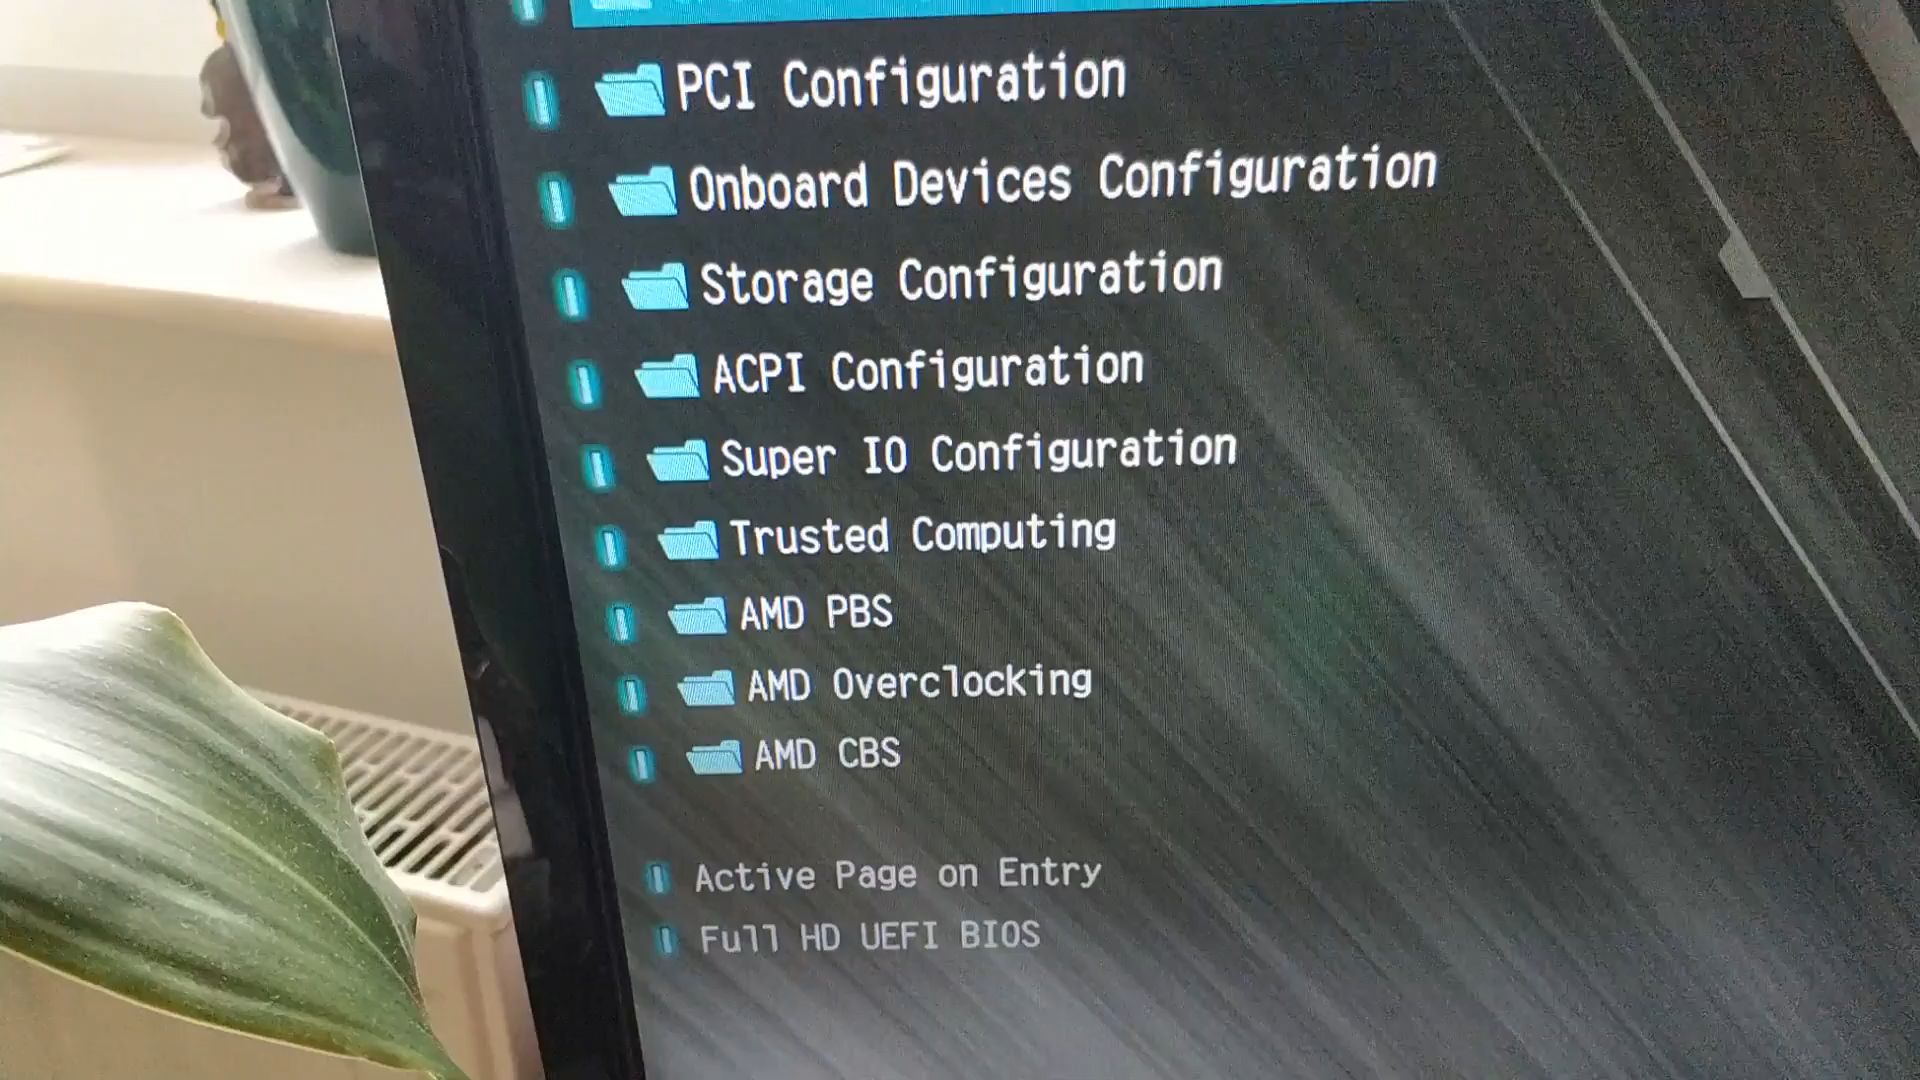 PCI Configuration
Onboard Devices Configuration
Storage Configuration
ACPI Configuration
Super IO Configuration
Trusted Computing
AMD PBS
AMD Overclocking
AMD CBS
Active Page on Entry
Full HD UEFI BIOS